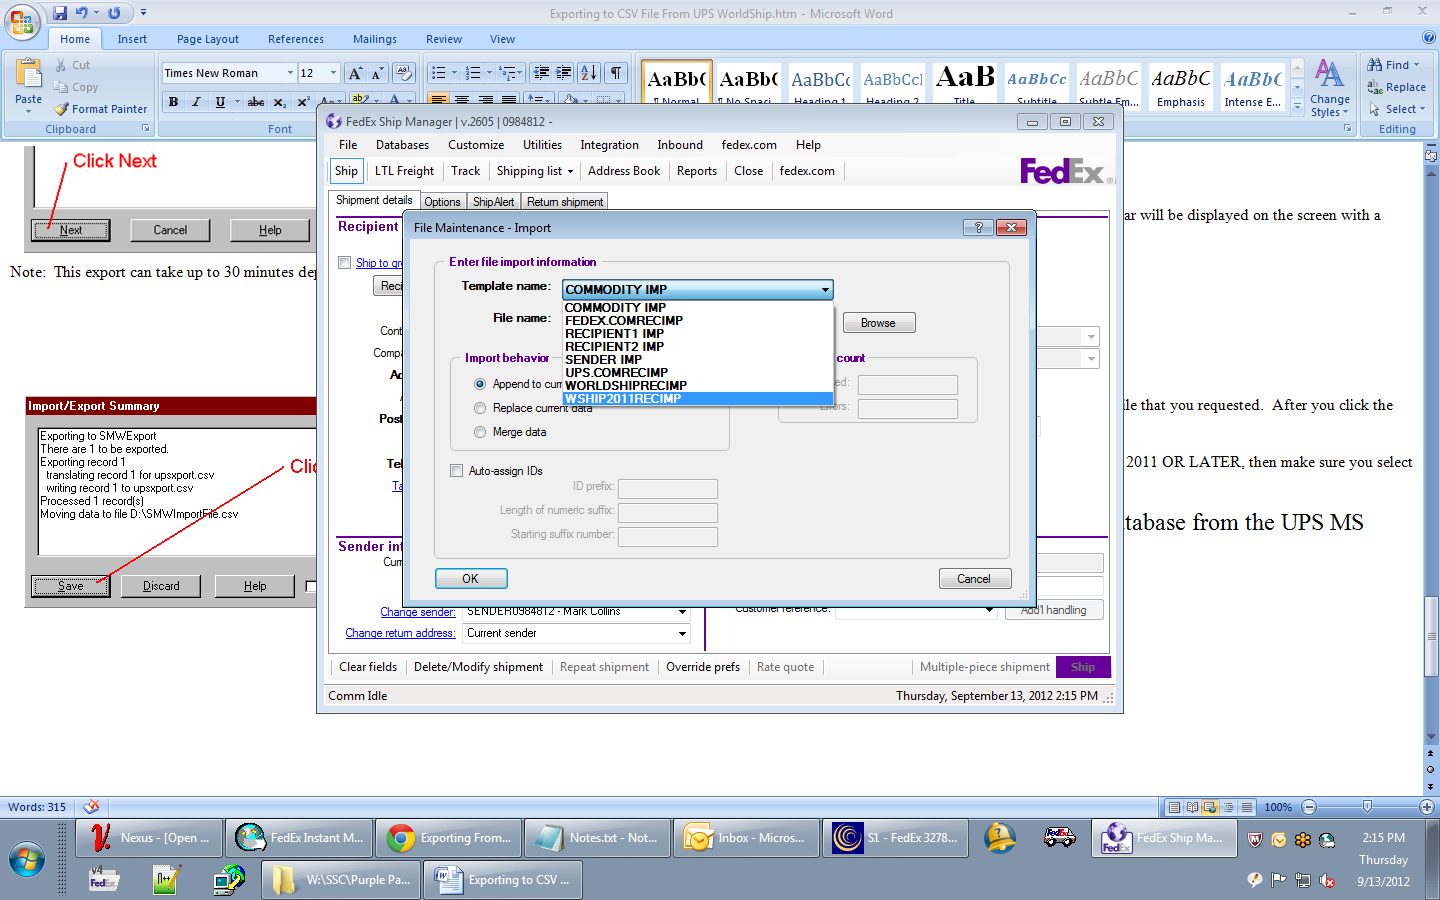 Exporting to CSV File From UPS WorldShip.htm - Microsoft Word
Home Insert Page Layout References Mailings Review View
Paste
Cut
Copy
Format Painter
Clipboard
Times New Roman 12
B I U abc X₂ X² Aa ab A
Font
AaBbC AaBbC AaBbCc AaBbCcl AaB AaBbCc AaBbC AaBbC AaBbC
¶ Normal ¶ No Spaci... Heading 1 Heading 2 Title Subtitle Subtle Em... Emphasis Intense E...
Change Styles
Find
Replace
Select
Editing
Click Next
Next Cancel Help
Note: This export can take up to 30 minutes dep
ar will be displayed on the screen with a
Import/Export Summary
Exporting to SMWExport
There are 1 to be exported.
Exporting record 1
translating record 1 for upsxport.csv
writing record 1 to upsxport.csv
Processed 1 record(s)
Moving data to file D:\SMWImportFile.csv
Clic
Save Discard Help
ile that you requested. After you click the
2011 OR LATER, then make sure you select
tabase from the UPS MS
FedEx Ship Manager | v.2605 | 0984812 -
File Databases Customize Utilities Integration Inbound fedex.com Help
Ship LTL Freight Track Shipping list Address Book Reports Close fedex.com
FedEx®
Shipment details Options ShipAlert Return shipment
Recipient
Ship to gr
Reci
Cont
Compa
Ac
A
Post
Tel
Ta
Sender in
Curr
Change sender: SENDER0984812 - Mark Collins
Customer reference: Add'l handling
Change return address: Current sender
Clear fields Delete/Modify shipment Repeat shipment Override prefs Rate quote Multiple-piece shipment Ship
Comm Idle Thursday, September 13, 2012 2:15 PM
File Maintenance - Import
Enter file import information
Template name: COMMODITY IMP
COMMODITY IMP
FEDEX.COMRECIMP
RECIPIENT1 IMP
RECIPIENT2 IMP
SENDER IMP
UPS.COMRECIMP
WORLDSHIPRECIMP
WSHIP2011RECIMP
File name: Browse
Import behavior
Append to curr
Replace current data
Merge data
count
ed:
Errors:
Auto-assign IDs
ID prefix:
Length of numeric suffix:
Starting suffix number:
OK Cancel
Words: 315 100%
Nexus - [Open ... FedEx Instant M... Exporting From... Notes.txt - Not... Inbox - Micros... S1 - FedEx 3278... FedEx Ship Ma...
v4 FedEx W:\SSC\Purple Pa... Exporting to CSV ...
2:15 PM
Thursday
9/13/2012